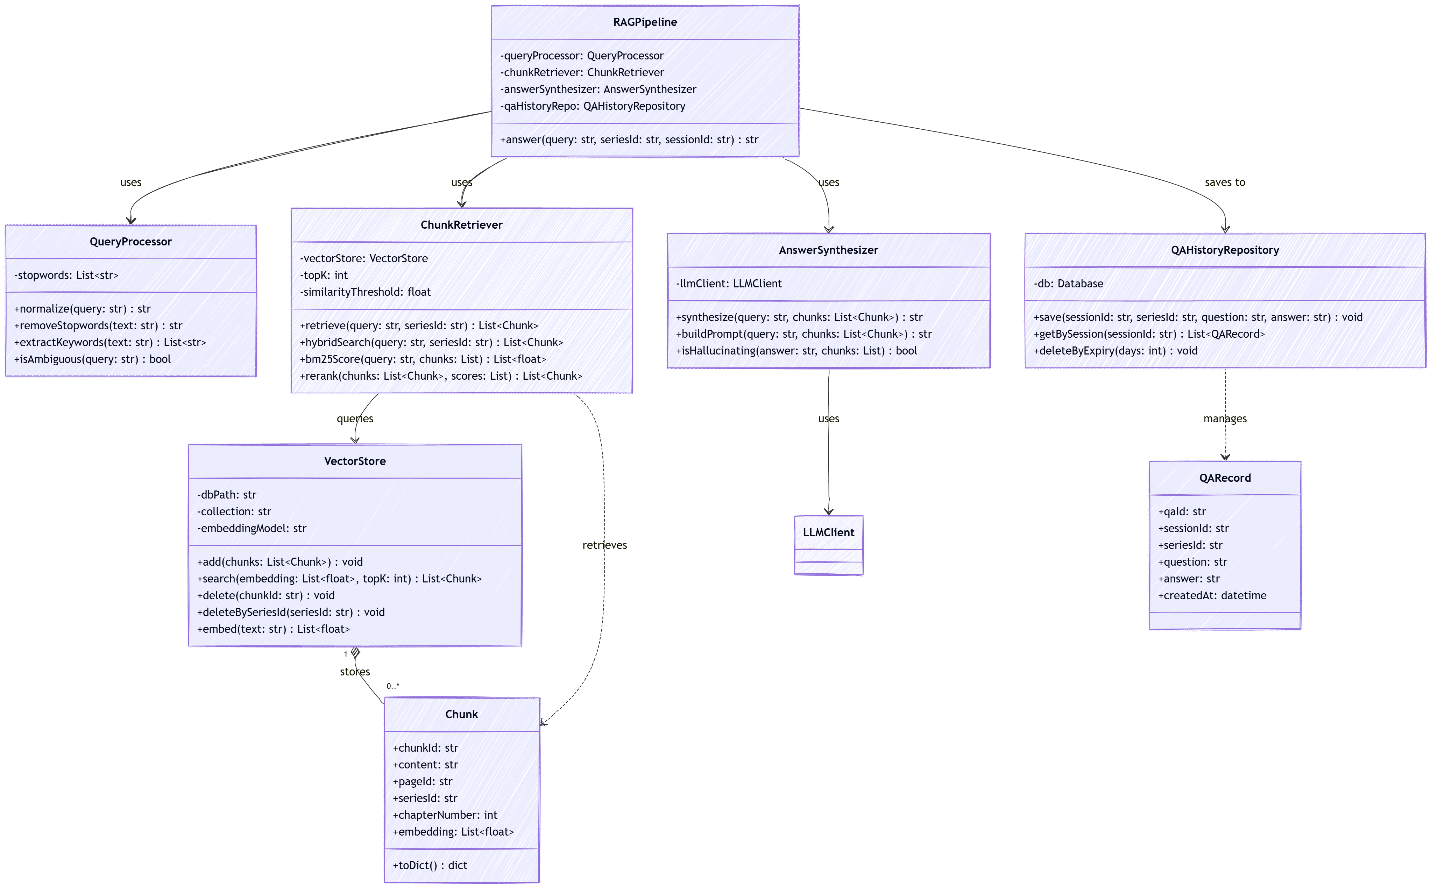 RAGPipeline
-queryProcessor: QueryProcessor
-chunkRetriever: ChunkRetriever
-answerSynthesizer: AnswerSynthesizer
-qaHistoryRepo: QAHistoryRepository
+answer(query: str, seriesId: str, sessionId: str) : str
uses
uses
uses
saves to
QueryProcessor
-stopwords: List<str>
+normalize(query: str) : str
+removeStopwords(text: str) : str
+extractKeywords(text: str) : List<str>
+isAmbiguous(query: str) : bool
ChunkRetriever
-vectorStore: VectorStore
-topK: int
-similarityThreshold: float
+retrieve(query: str, seriesId: str) : List<Chunk>
+hybridSearch(query: str, seriesId: str) : List<Chunk>
+bm25Score(query: str, chunks: List) : List<float>
+rerank(chunks: List<Chunk>, scores: List) : List<Chunk>
AnswerSynthesizer
-llmClient: LLMClient
+synthesize(query: str, chunks: List<Chunk>) : str
+buildPrompt(query: str, chunks: List<Chunk>) : str
+isHallucinating(answer: str, chunks: List) : bool
QAHistoryRepository
-db: Database
+save(sessionId: str, seriesId: str, question: str, answer: str) : void
+getBySession(sessionId: str) : List<QARecord>
+deleteByExpiry(days: int) : void
queries
uses
manages
VectorStore
-dbPath: str
-collection: str
-embeddingModel: str
+add(chunks: List<Chunk>) : void
+search(embedding: List<float>, topK: int) : List<Chunk>
+delete(chunkId: str) : void
+deleteBySeriesId(seriesId: str) : void
+embed(text: str) : List<float>
retrieves
LLMClient
QARecord
+qaId: str
+sessionId: str
+seriesId: str
+question: str
+answer: str
+createdAt: datetime
1
stores
0..*
Chunk
+chunkId: str
+content: str
+pageId: str
+seriesId: str
+chapterNumber: int
+embedding: List<float>
+toDict() : dict